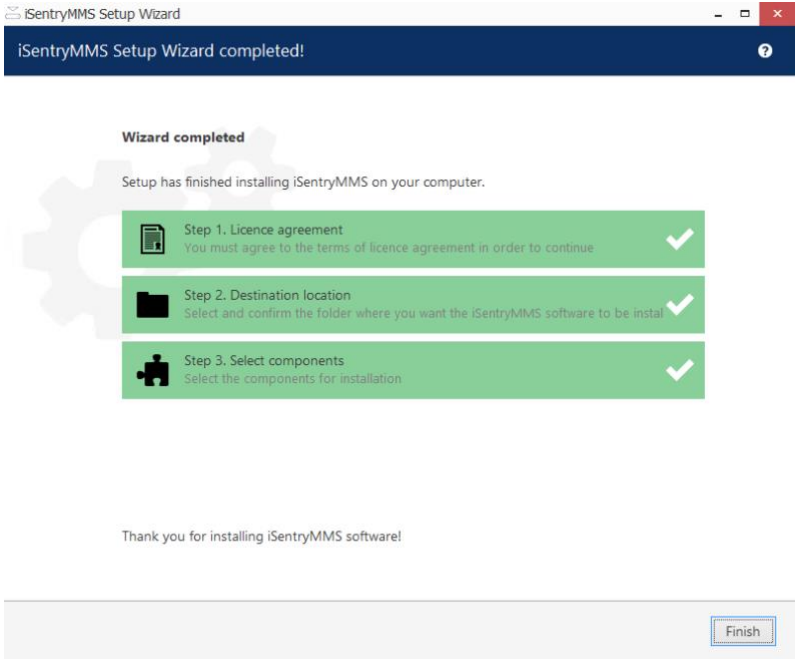 iSentryMMS Setup Wizard
iSentryMMS Setup Wizard completed!
?
Wizard completed
Setup has finished installing iSentryMMS on your computer.
Step 1. Licence agreement
You must agree to the terms of licence agreement in order to continue
Step 2. Destination location
Select and confirm the folder where you want the iSentryMMS software to be instal
Step 3. Select components
Select the components for installation
Thank you for installing iSentryMMS software!
Finish